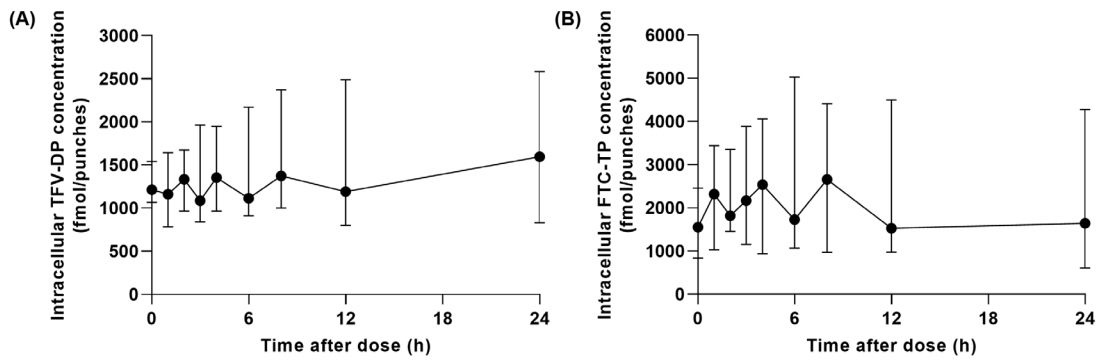 (A)
Intracellular TFV-DP concentration
(fmol/punches)
3000
2500
2000
1500
1000
500
0
0 6 12 18 24
Time after dose (h)
(B)
Intracellular FTC-TP concentration
(fmol/punches)
6000
5000
4000
3000
2000
1000
0
0 6 12 18 24
Time after dose (h)